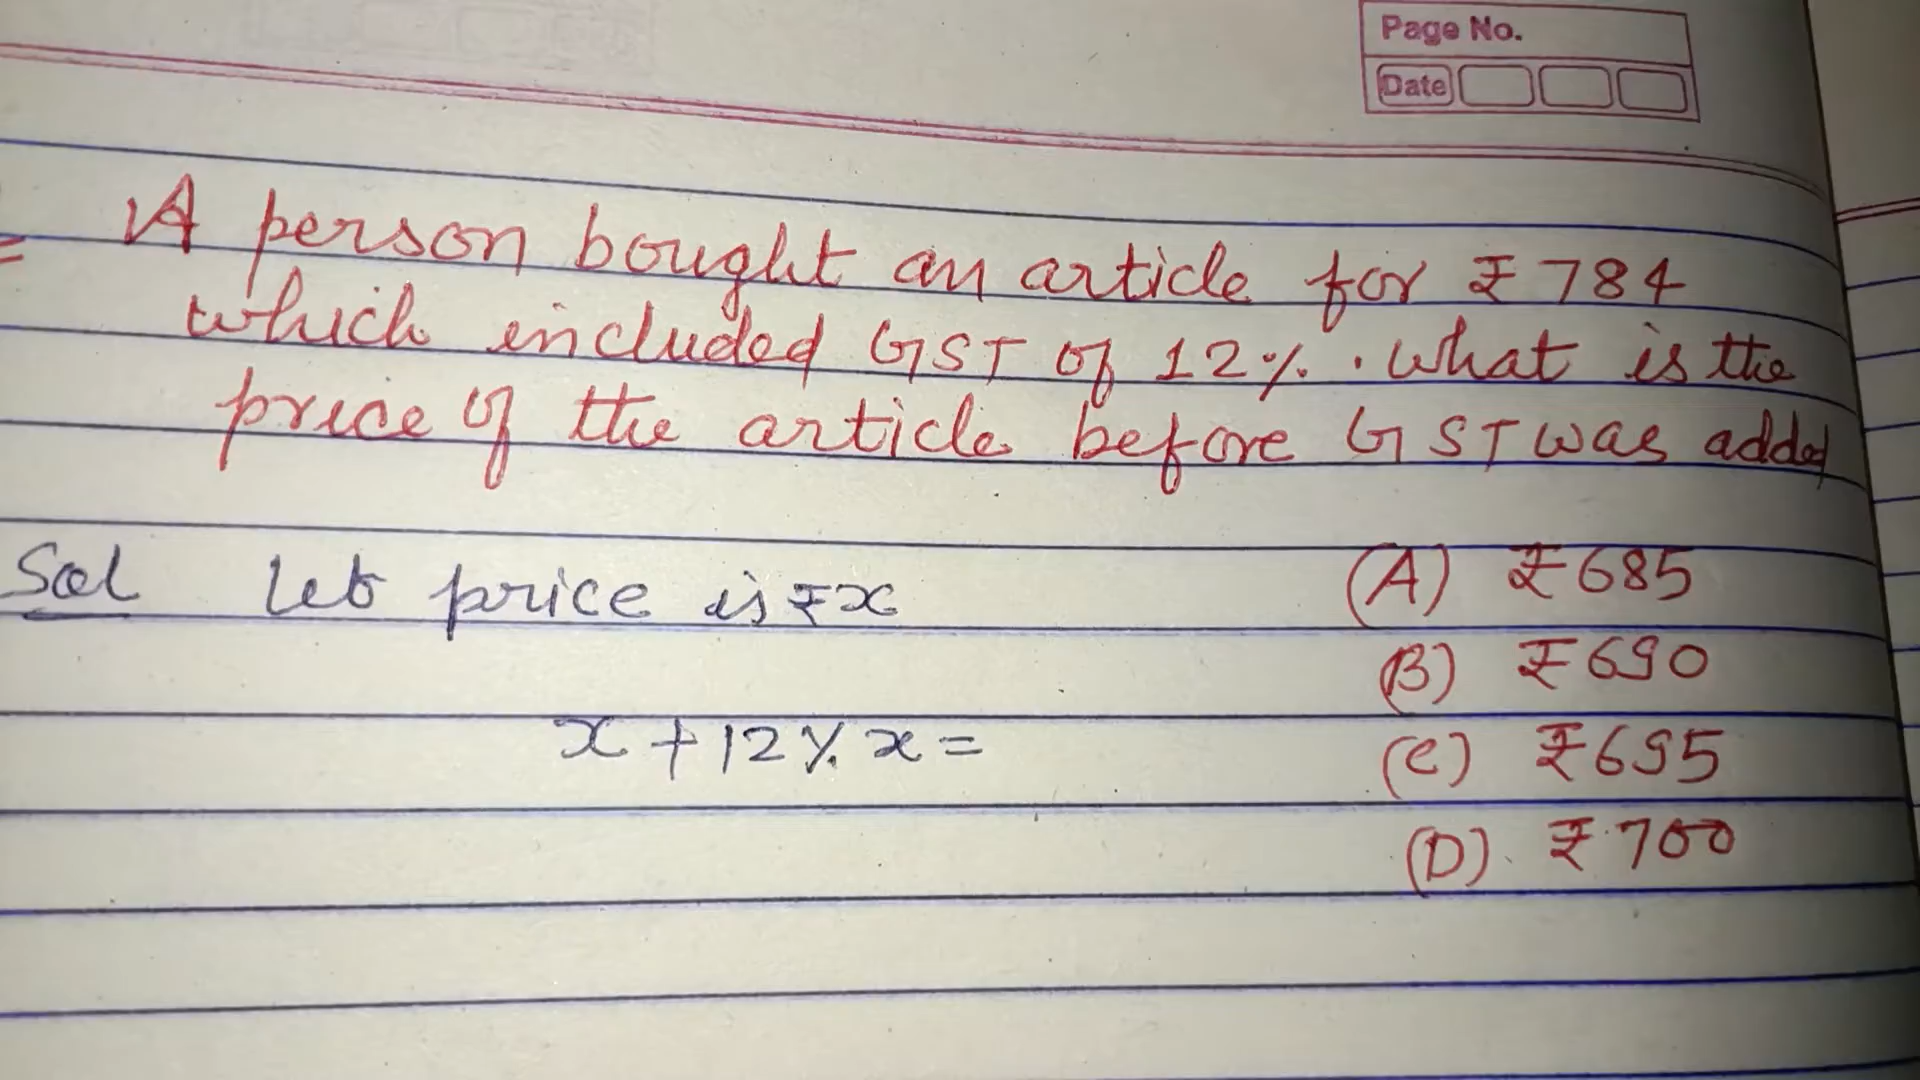 Page No.
Date
A person bought an article for ₹ 784
which included GST of 12%. What is the
price of the article before GST was added
Sol Let price is ₹x
(A) ₹685
(B) ₹690
x + 12% x =
(C) ₹695
(D) ₹700